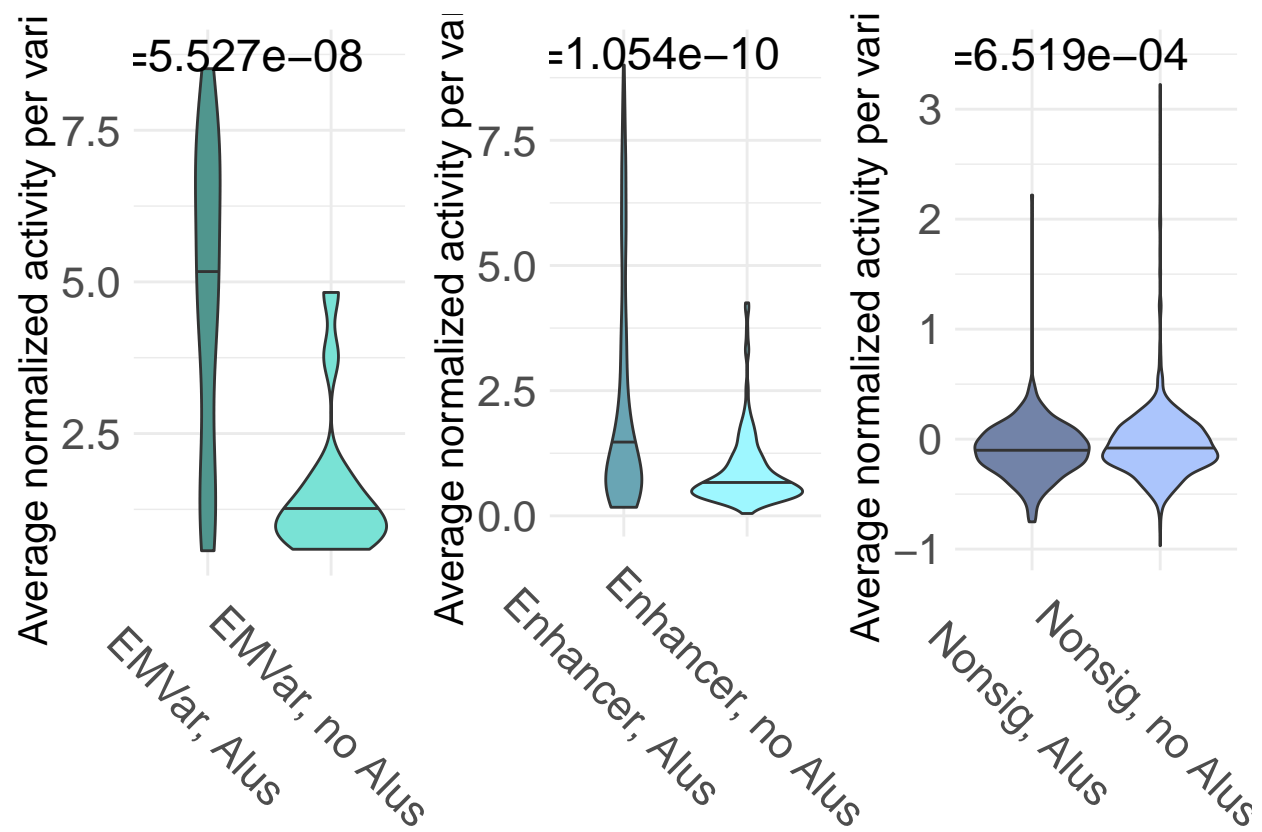 Average normalized activity per vari
=5.527e−08
7.5
5.0
2.5
EMVar, Alus
EMVar, no Alus
Average normalized activity per va
=1.054e−10
7.5
5.0
2.5
0.0
Enhancer, Alus
Enhancer, no Alus
Average normalized activity per vari
=6.519e−04
3
2
1
0
−1
Nonsig, Alus
Nonsig, no Alus